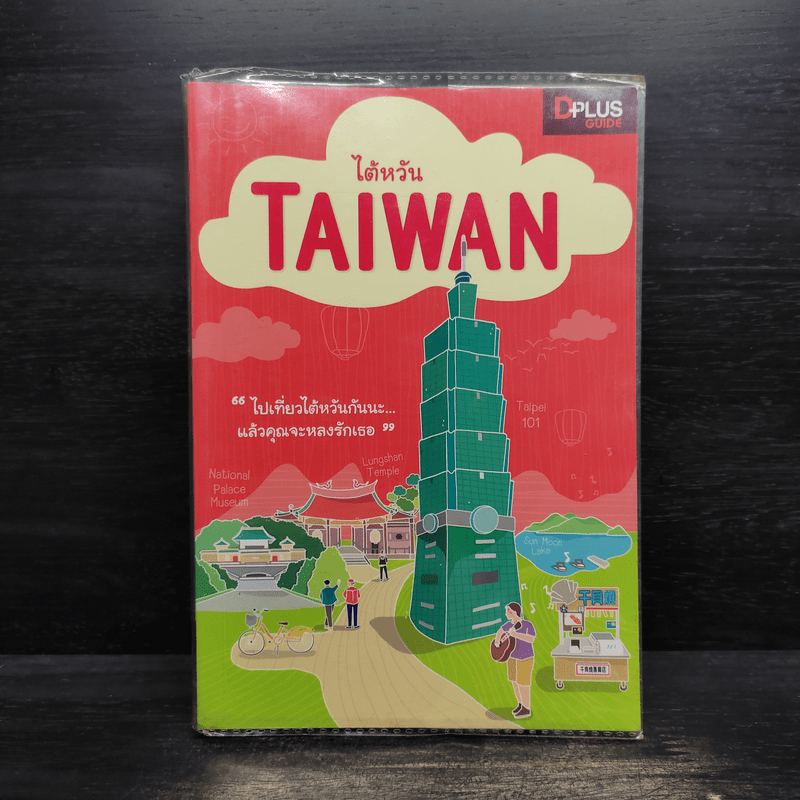 D+PLUS
GUIDE
ไต้หวัน
TAIWAN
“ ไปเที่ยวไต้หวันกันนะ...
แล้วคุณจะหลงรักเธอ ”
Taipei
101
Lungshan
Temple
National
Palace
Museum
Sun Moon
Lake